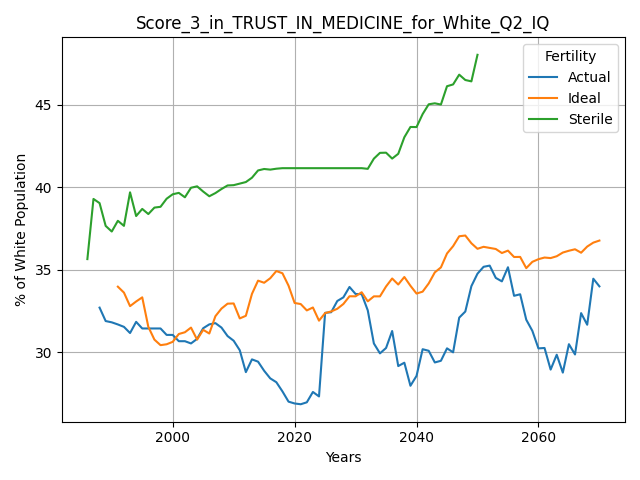 Score_3_in_TRUST_IN_MEDICINE_for_White_Q2_IQ
Fertility
Actual
Ideal
Sterile
% of White Population
45
40
35
30
2000
2020
2040
2060
Years